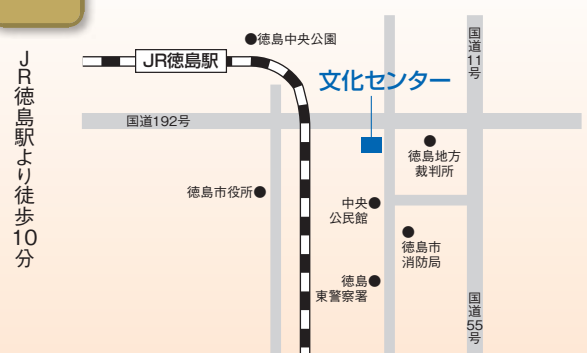 JR徳島駅より徒歩10分
徳島中央公園
JR徳島駅
国道11号
文化センター
国道192号
徳島地方
裁判所
徳島市役所
中央
公民館
徳島市
消防局
徳島
東警察署
国道55号